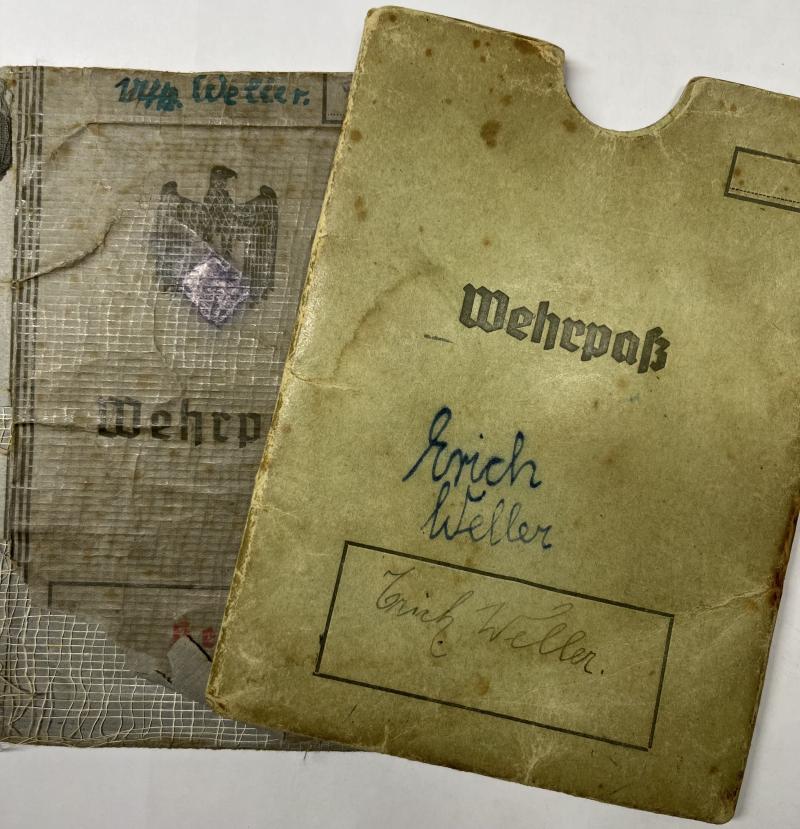 Uffz. Weller.
Wehrp
Wehrpaß
Erich
Weller
Erich Weller.